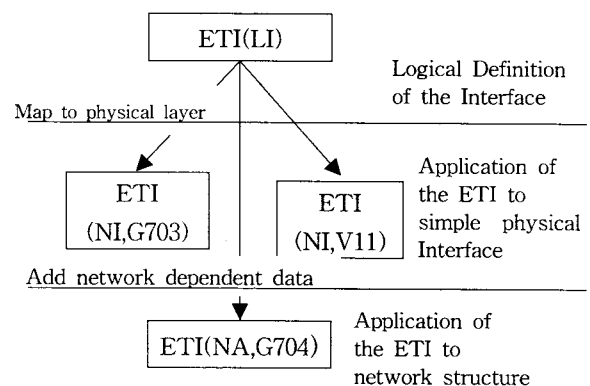 ETI(LI)
Logical Definition
of the Interface
Map to physical layer
ETI
(NI,G703)
ETI
(NI,V11)
Application of
the ETI to
simple physical
Interface
Add network dependent data
ETI(NA,G704)
Application of
the ETI to
network structure